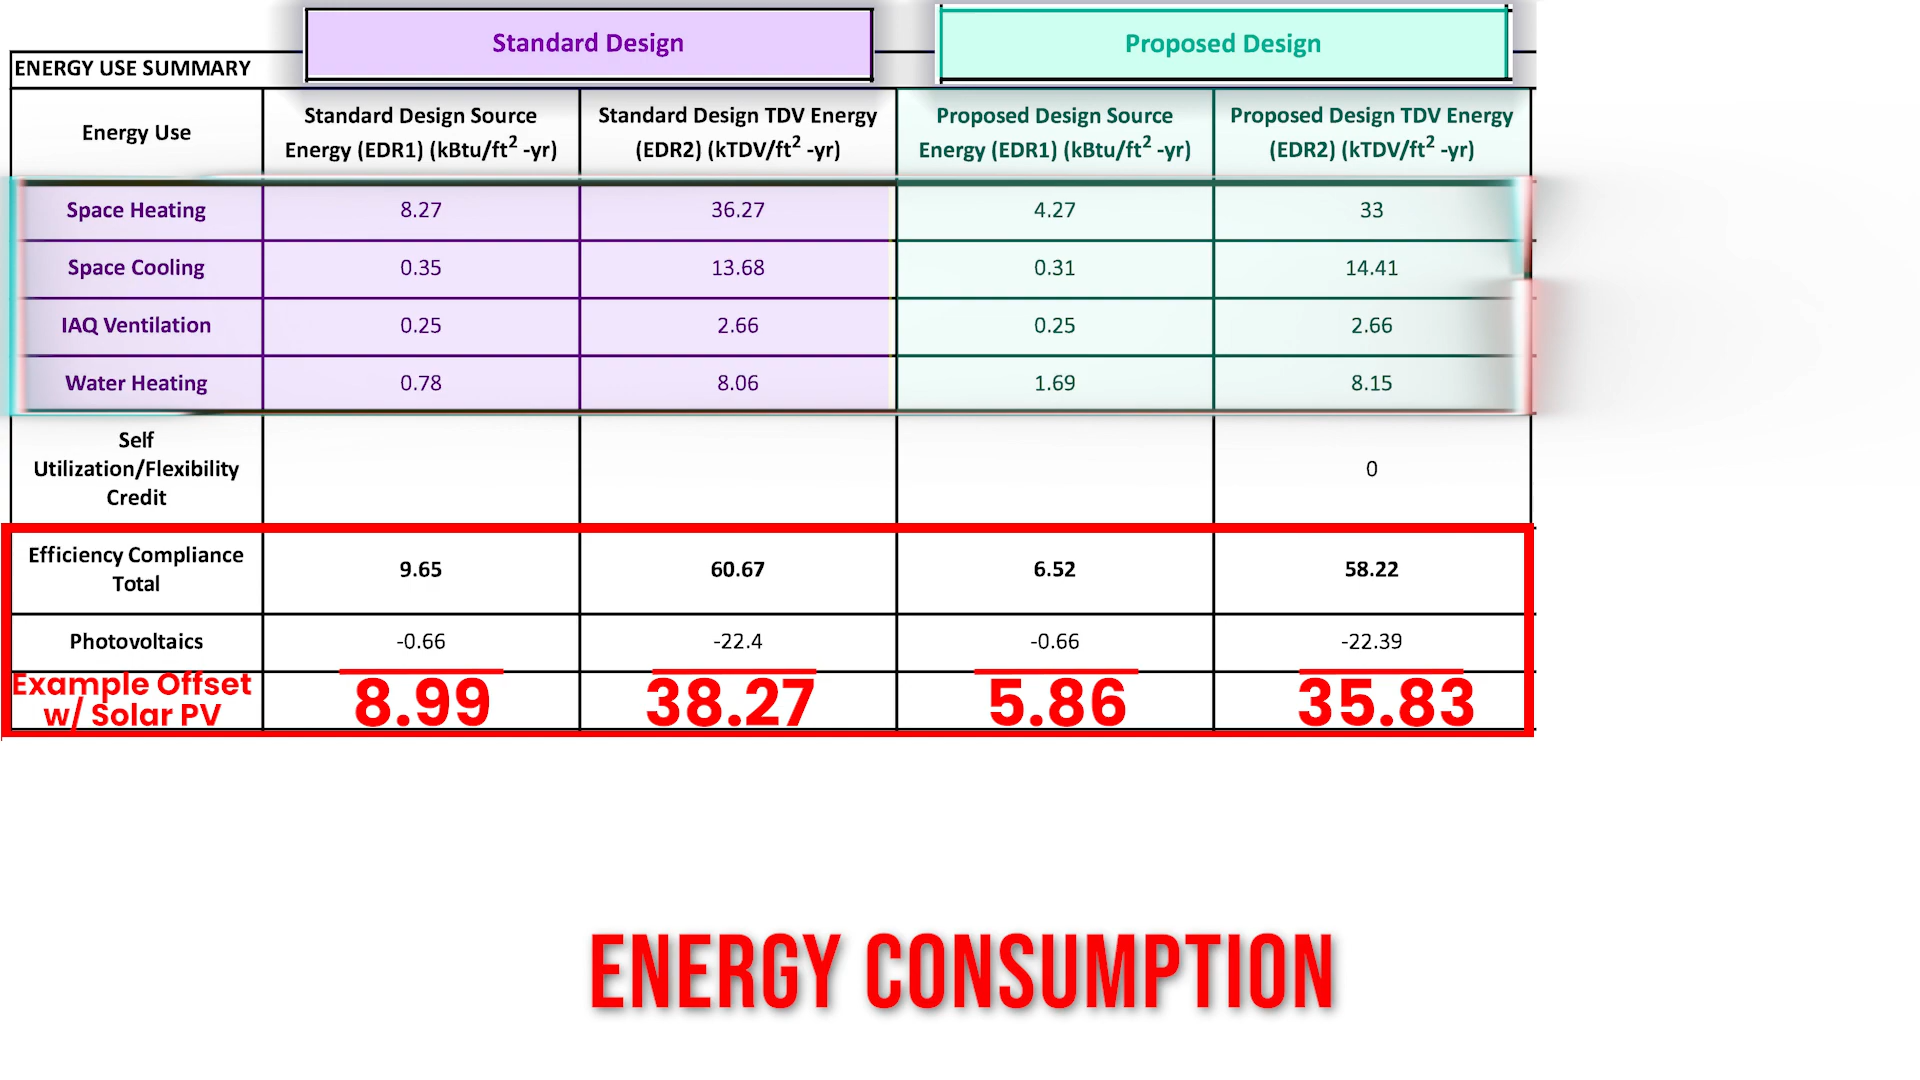 Standard Design
Proposed Design
ENERGY USE SUMMARY
Energy Use
Standard Design Source
Energy (EDR1) (kBtu/ft² -yr)
Standard Design TDV Energy
(EDR2) (kTDV/ft² -yr)
Proposed Design Source
Energy (EDR1) (kBtu/ft² -yr)
Proposed Design TDV Energy
(EDR2) (kTDV/ft² -yr)
Space Heating 8.27 36.27 4.27 33
Space Cooling 0.35 13.68 0.31 14.41
IAQ Ventilation 0.25 2.66 0.25 2.66
Water Heating 0.78 8.06 1.69 8.15
Self
Utilization/Flexibility
Credit
0
Efficiency Compliance
Total
9.65 60.67 6.52 58.22
Photovoltaics -0.66 -22.4 -0.66 -22.39
Example Offset
w/ Solar PV
8.99 38.27 5.86 35.83
ENERGY CONSUMPTION